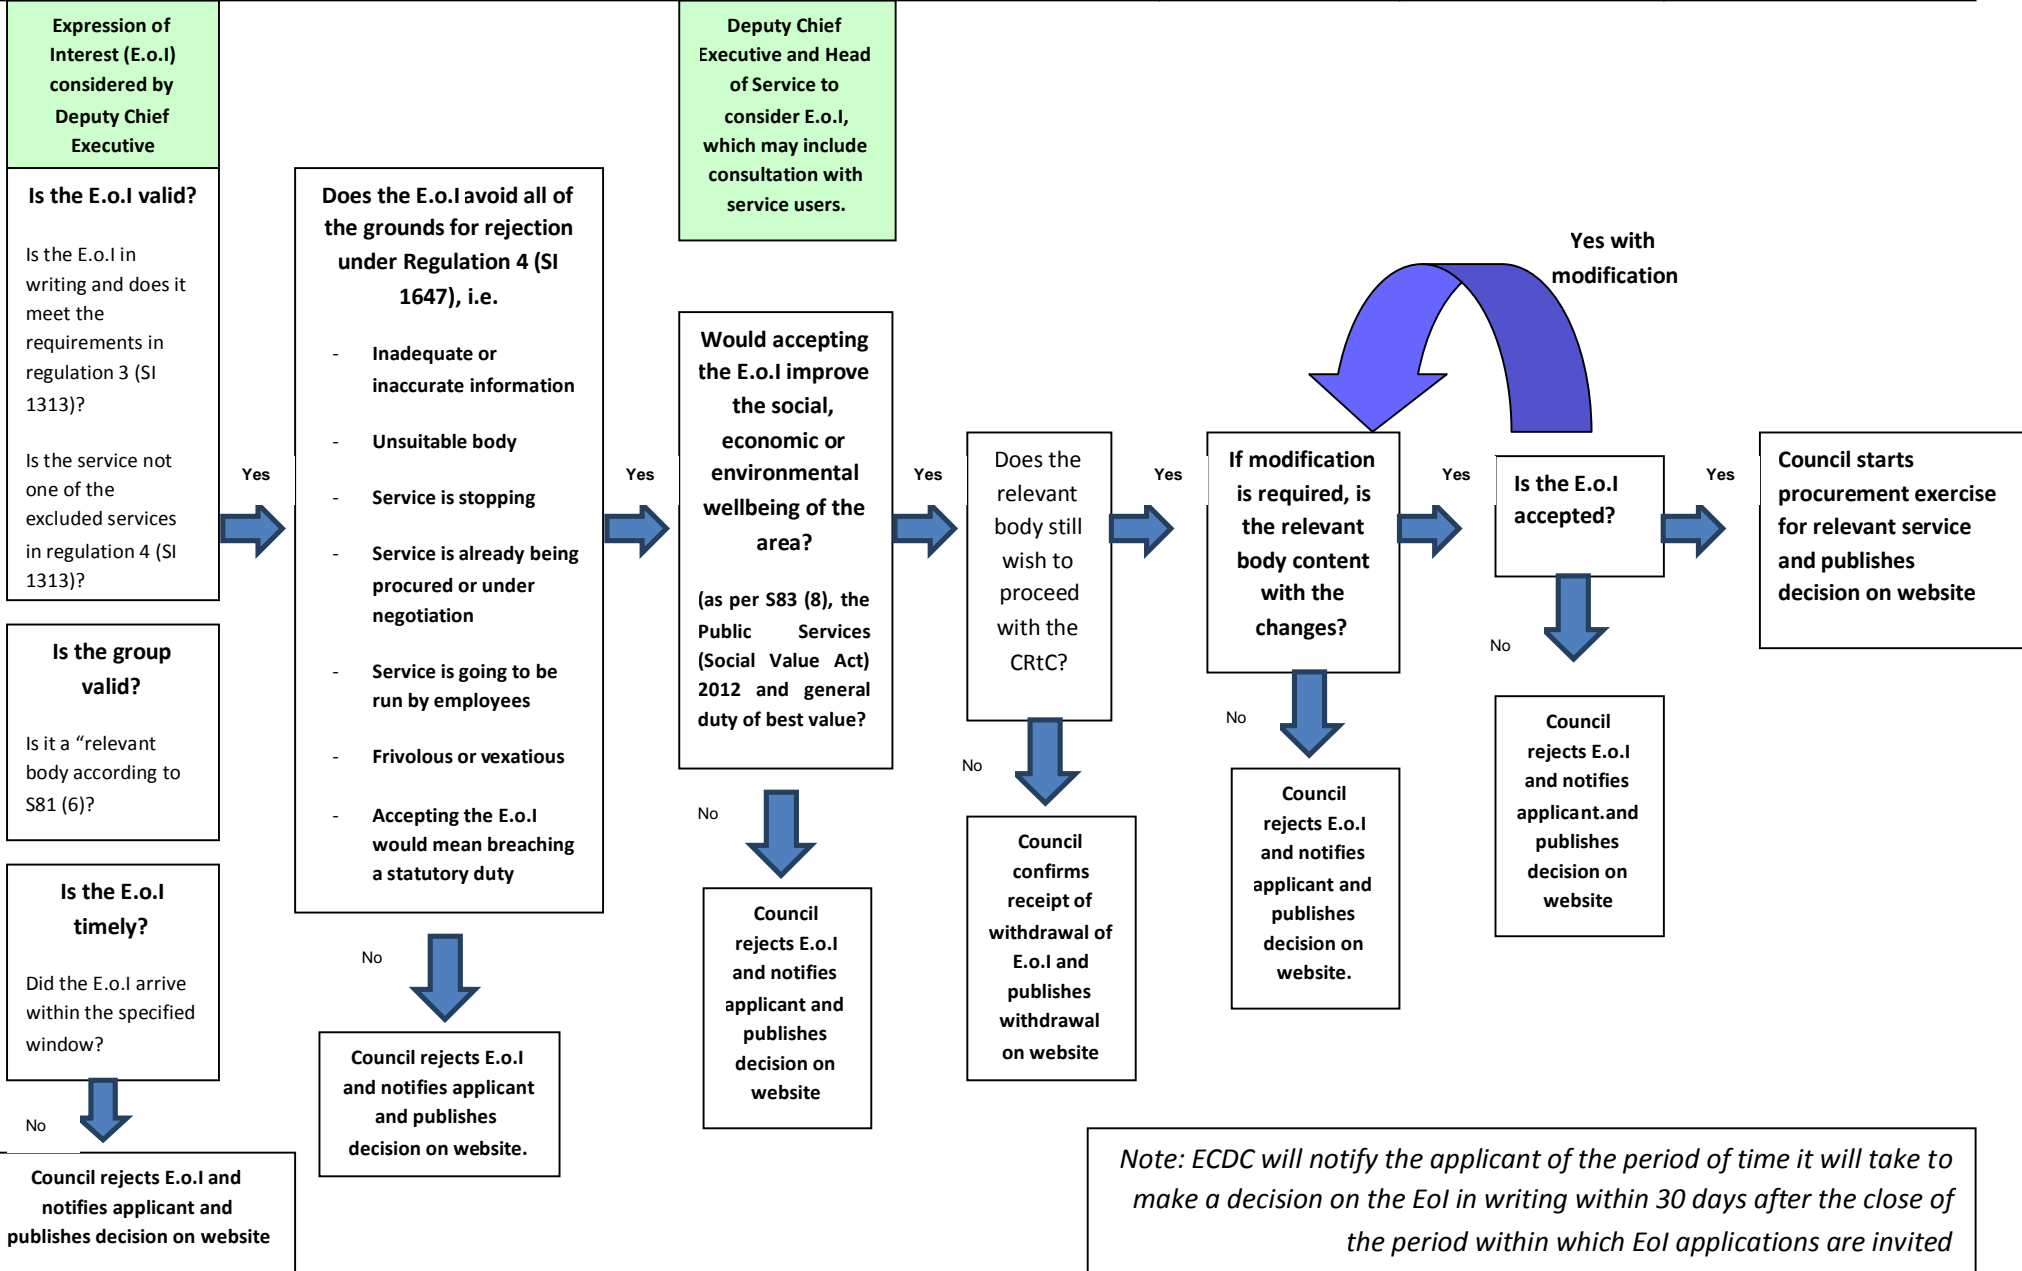 Expression of
Interest (E.o.I)
considered by
Deputy Chief
Executive
Is the E.o.I valid?
Is the E.o.I in
writing and does it
meet the
requirements in
regulation 3 (SI
1313)?
Is the service not
one of the
excluded services
in regulation 4 (SI
1313)?
Is the group
valid?
Is it a “relevant
body according to
S81 (6)?
Is the E.o.I
timely?
Did the E.o.I arrive
within the specified
window?
No
Council rejects E.o.I and
notifies applicant and
publishes decision on website
Yes
Does the E.o.I avoid all of
the grounds for rejection
under Regulation 4 (SI
1647), i.e.
- Inadequate or
inaccurate information
- Unsuitable body
- Service is stopping
- Service is already being
procured or under
negotiation
- Service is going to be
run by employees
- Frivolous or vexatious
- Accepting the E.o.I
would mean breaching
a statutory duty
No
Council rejects E.o.I
and notifies applicant
and publishes
decision on website.
Yes
Deputy Chief
Executive and Head
of Service to
consider E.o.I,
which may include
consultation with
service users.
Would accepting
the E.o.I improve
the social,
economic or
environmental
wellbeing of the
area?
(as per S83 (8), the
Public Services
(Social Value Act)
2012 and general
duty of best value?
No
Council
rejects E.o.I
and notifies
applicant and
publishes
decision on
website
Yes
Does the
relevant
body still
wish to
proceed
with the
CRtC?
No
Council
confirms
receipt of
withdrawal of
E.o.I and
publishes
withdrawal
on website
Yes
If modification
is required, is
the relevant
body content
with the
changes?
No
Council
rejects E.o.I
and notifies
applicant and
publishes
decision on
website.
Yes
Yes with
modification
Is the E.o.I
accepted?
No
Council
rejects E.o.I
and notifies
applicant.and
publishes
decision on
website
Yes
Council starts
procurement exercise
for relevant service
and publishes
decision on website
Note: ECDC will notify the applicant of the period of time it will take to
make a decision on the EoI in writing within 30 days after the close of
the period within which EoI applications are invited